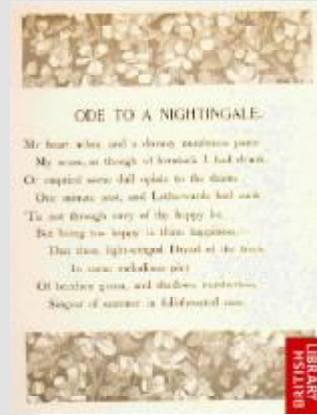 ODE TO A NIGHTINGALE.
My heart aches, and a drowsy numbness pains
My sense, as though of hemlock I had drunk,
Or emptied some dull opiate to the drains
One minute past, and Lethe-wards had sunk:
'Tis not through envy of thy happy lot,
But being too happy in thine happiness,—
That thou, light-winged Dryad of the trees,
In some melodious plot
Of beechen green, and shadows numberless,
Singest of summer in full-throated ease.
BRITISH
LIBRARY